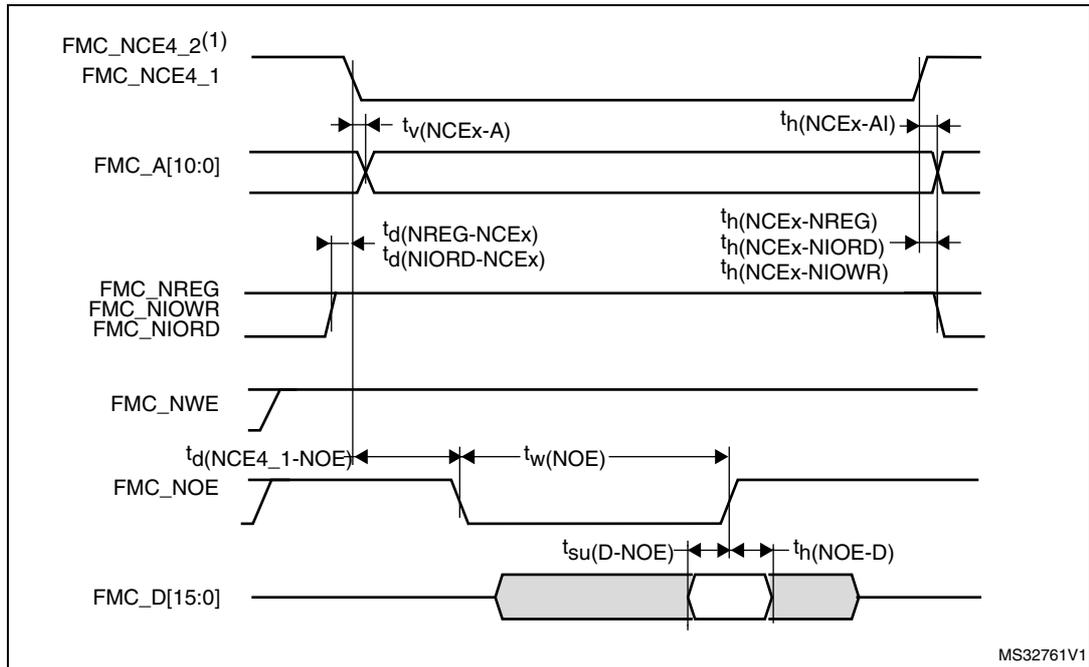 FMC_NCE4_2(1)
FMC_NCE4_1
tv(NCEx-A)
th(NCEx-AI)
FMC_A[10:0]
td(NREG-NCEx)
td(NIORD-NCEx)
th(NCEx-NREG)
th(NCEx-NIORD)
th(NCEx-NIOWR)
FMC_NREG
FMC_NIOWR
FMC_NIORD
FMC_NWE
td(NCE4_1-NOE)
tw(NOE)
FMC_NOE
tsu(D-NOE)
th(NOE-D)
FMC_D[15:0]
MS32761V1